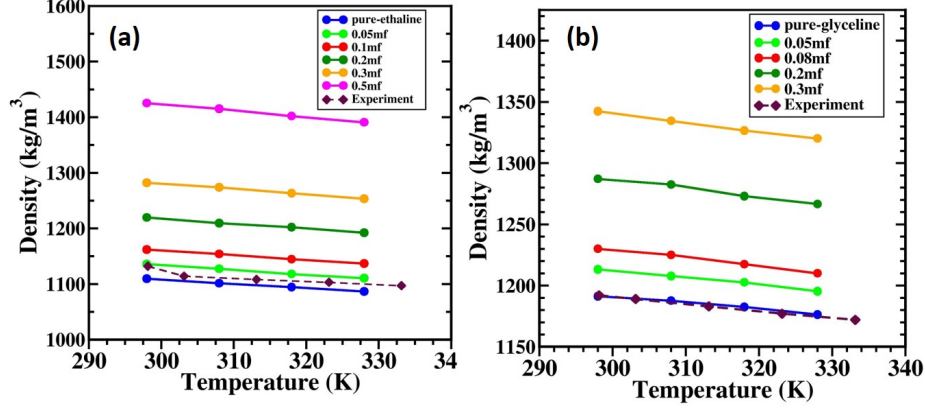 (a)
pure-ethaline
0.05mf
0.1mf
0.2mf
0.3mf
0.5mf
Experiment
1600
1500
1400
1300
1200
1100
1000
Density (kg/m³)
290
300
310
320
330
34
Temperature (K)
(b)
pure-glyceline
0.05mf
0.08mf
0.2mf
0.3mf
Experiment
1400
1350
1300
1250
1200
1150
Density (kg/m³)
290
300
310
320
330
340
Temperature (K)